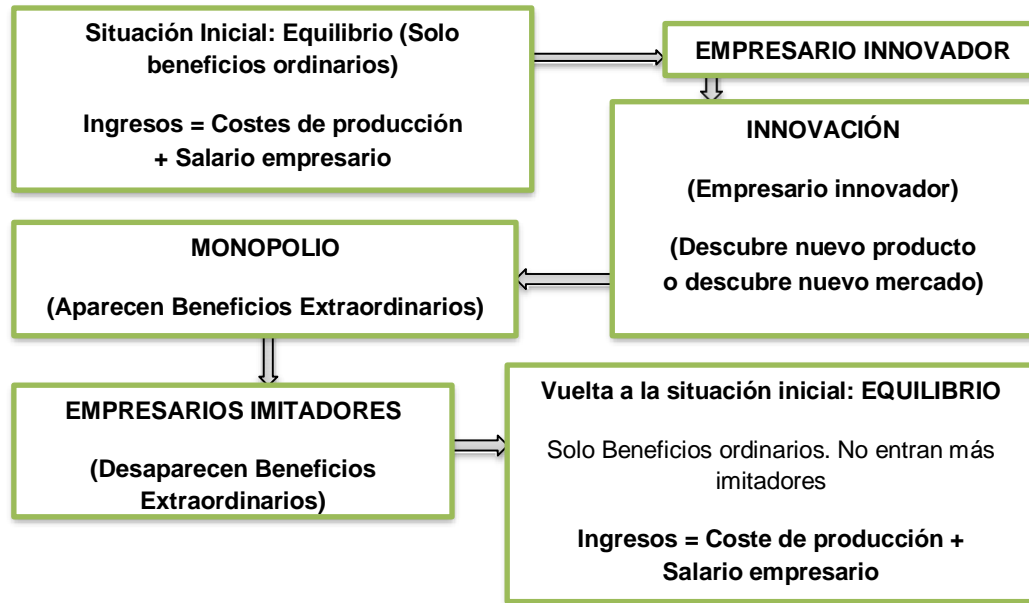 Situación Inicial: Equilibrio (Solo
beneficios ordinarios)
Ingresos = Costes de producción
+ Salario empresario
EMPRESARIO INNOVADOR
INNOVACIÓN
(Empresario innovador)
(Descubre nuevo producto
o descubre nuevo mercado)
MONOPOLIO
(Aparecen Beneficios Extraordinarios)
EMPRESARIOS IMITADORES
(Desaparecen Beneficios
Extraordinarios)
Vuelta a la situación inicial: EQUILIBRIO
Solo Beneficios ordinarios. No entran más
imitadores
Ingresos = Coste de producción +
Salario empresario